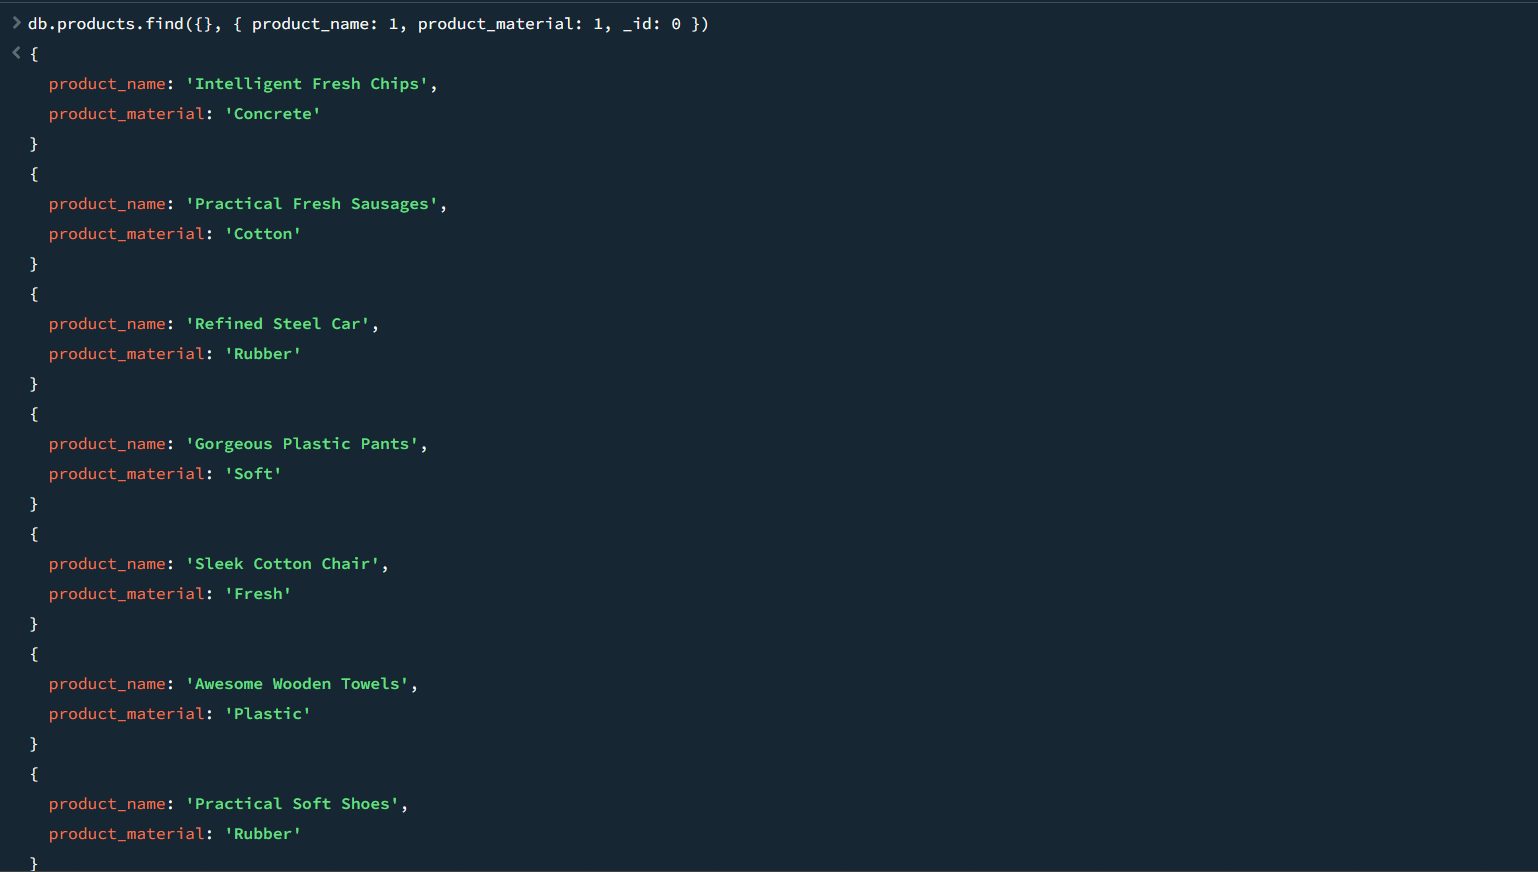 > db.products.find({}, { product_name: 1, product_material: 1, _id: 0 })
< {
product_name: 'Intelligent Fresh Chips',
product_material: 'Concrete'
}
{
product_name: 'Practical Fresh Sausages',
product_material: 'Cotton'
}
{
product_name: 'Refined Steel Car',
product_material: 'Rubber'
}
{
product_name: 'Gorgeous Plastic Pants',
product_material: 'Soft'
}
{
product_name: 'Sleek Cotton Chair',
product_material: 'Fresh'
}
{
product_name: 'Awesome Wooden Towels',
product_material: 'Plastic'
}
{
product_name: 'Practical Soft Shoes',
product_material: 'Rubber'
}